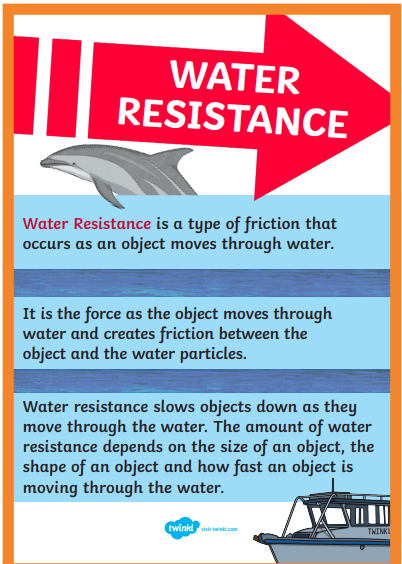 WATER
RESISTANCE
Water Resistance is a type of friction that
occurs as an object moves through water.
It is the force as the object moves through
water and creates friction between the
object and the water particles.
Water resistance slows objects down as they
move through the water. The amount of water
resistance depends on the size of an object, the
shape of an object and how fast an object is
moving through the water.
twinkl visit twinkl.com
TWINKL